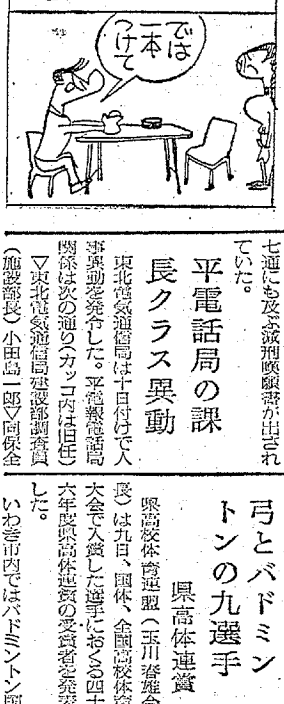 では
一本
つけて
七通にも及ぶ減刑嘆願書が出され
ていた。
平電話局の課
長クラス異動
東北電気通信局は十日付けで人
事異動を発令した。平電報電話局
関係は次の通り(カッコ内は旧任)
▽東北電気通信局建設部調査員
(施設部長)小田島一郎▽同保全
弓とバドミン
トンの九選手
県高体連賞
県高校体育連盟(玉川春雄会
長)は九日、国体、全国高校体育
大会で入賞した選手におくる四十
六年度県高体連賞の受賞者を発表
した。
いわき市内ではバドミントン国